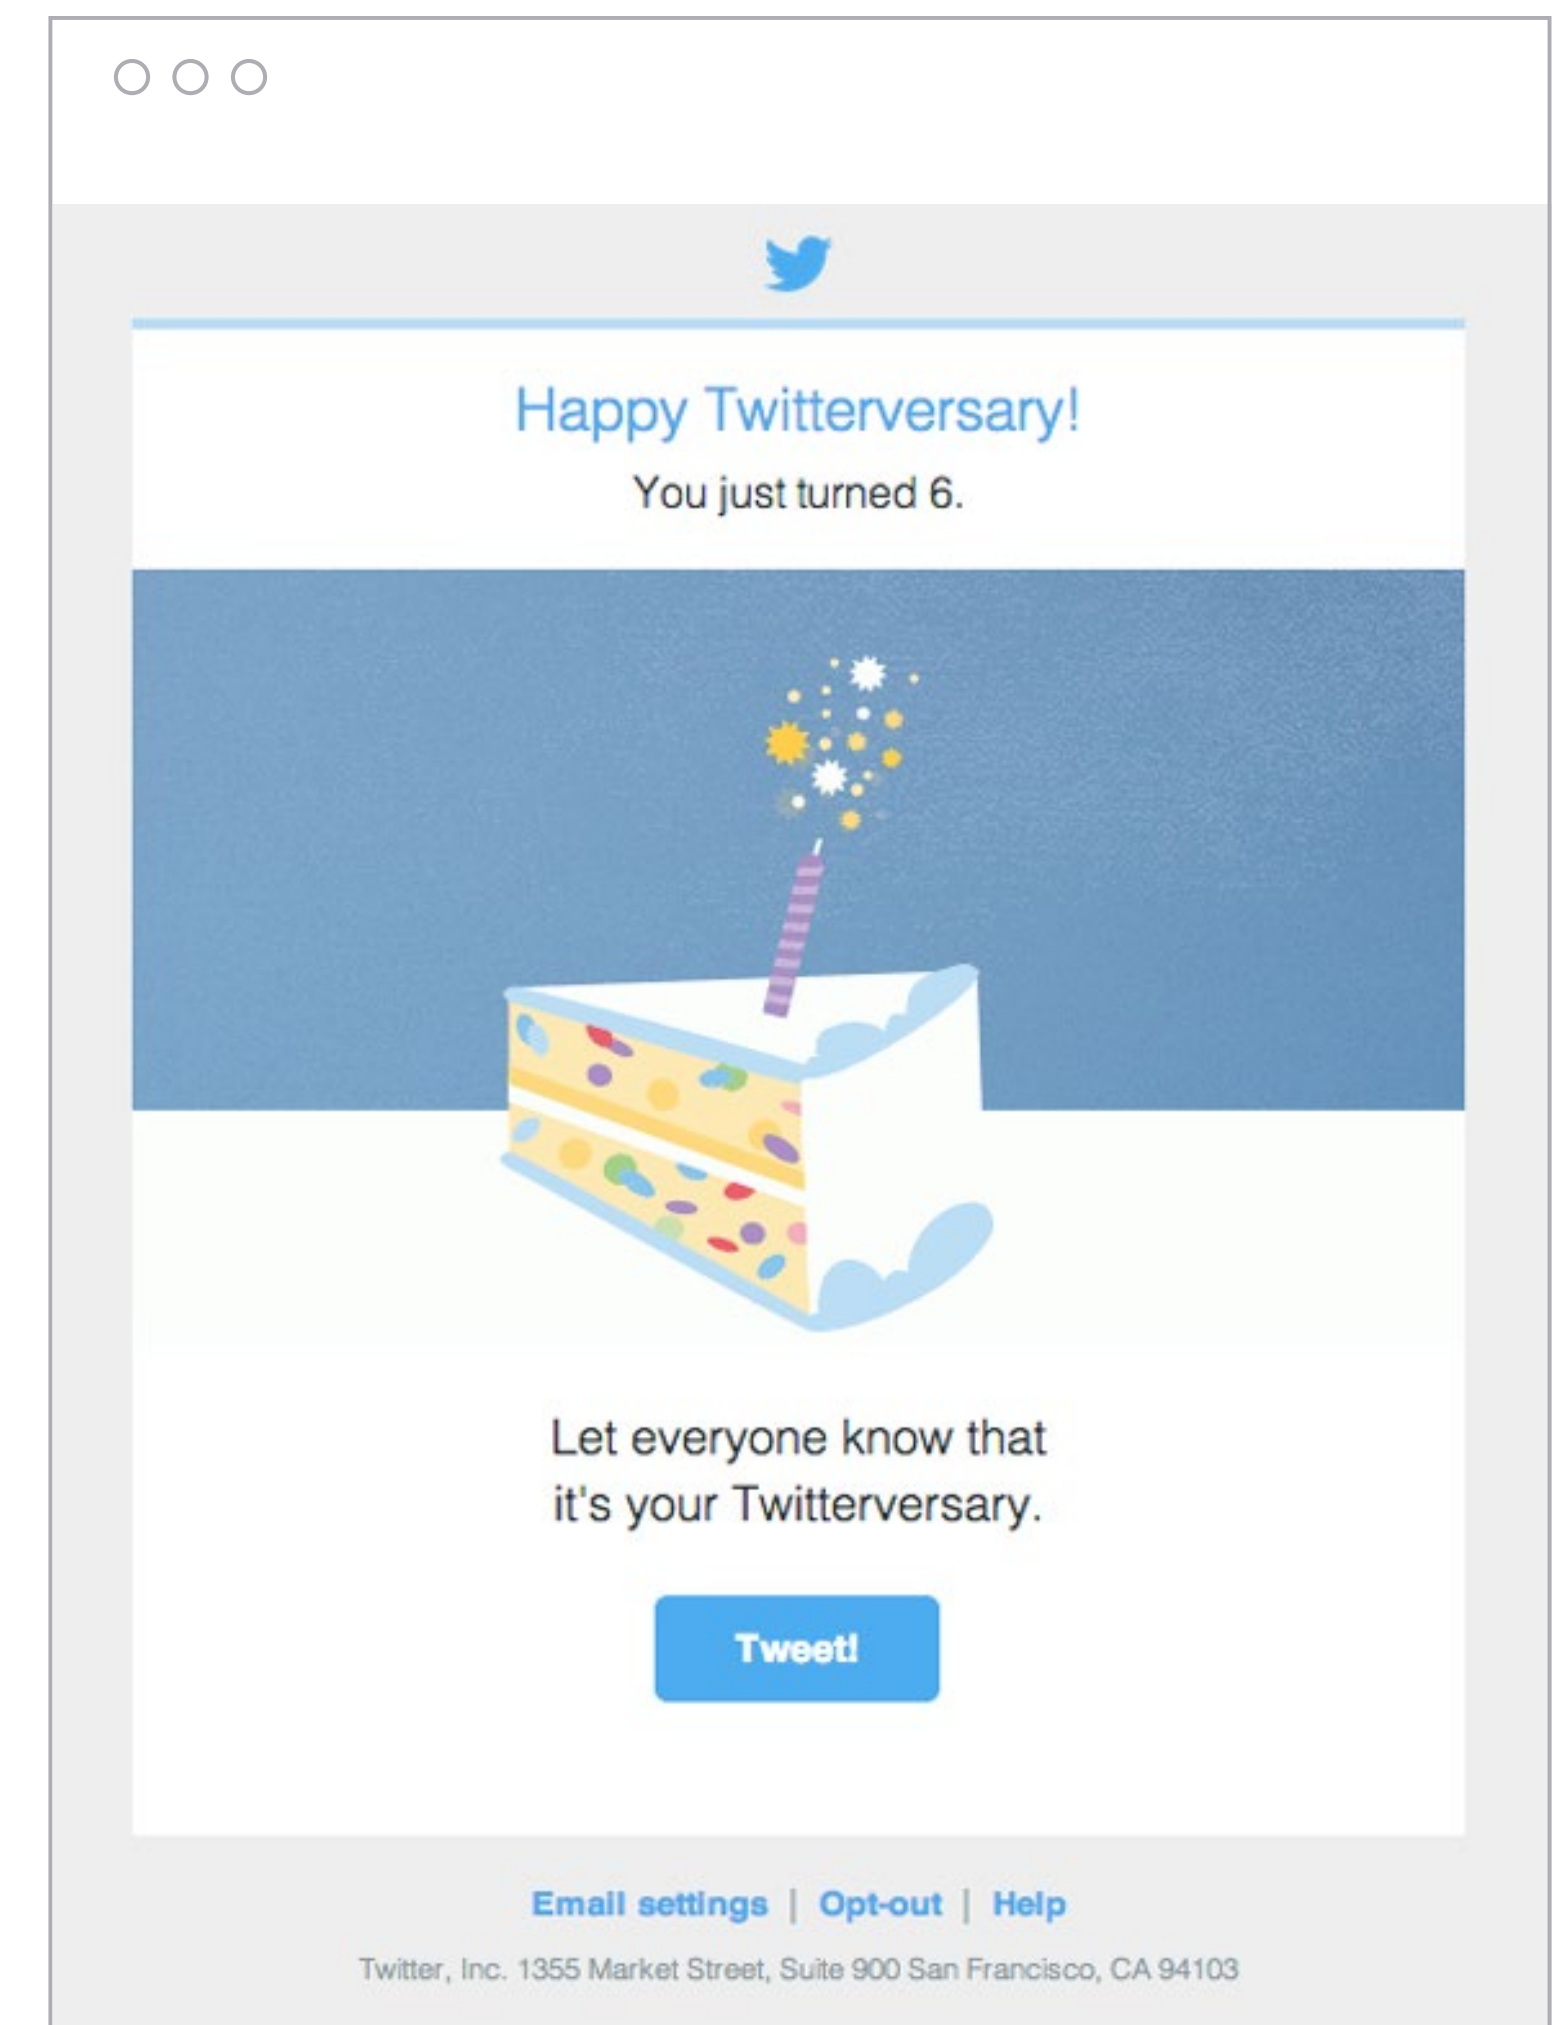 Happy Twitterversary!
You just turned 6.
Let everyone know that
it's your Twitterversary.
Tweet!
Email settings | Opt-out | Help
Twitter, Inc. 1355 Market Street, Suite 900 San Francisco, CA 94103